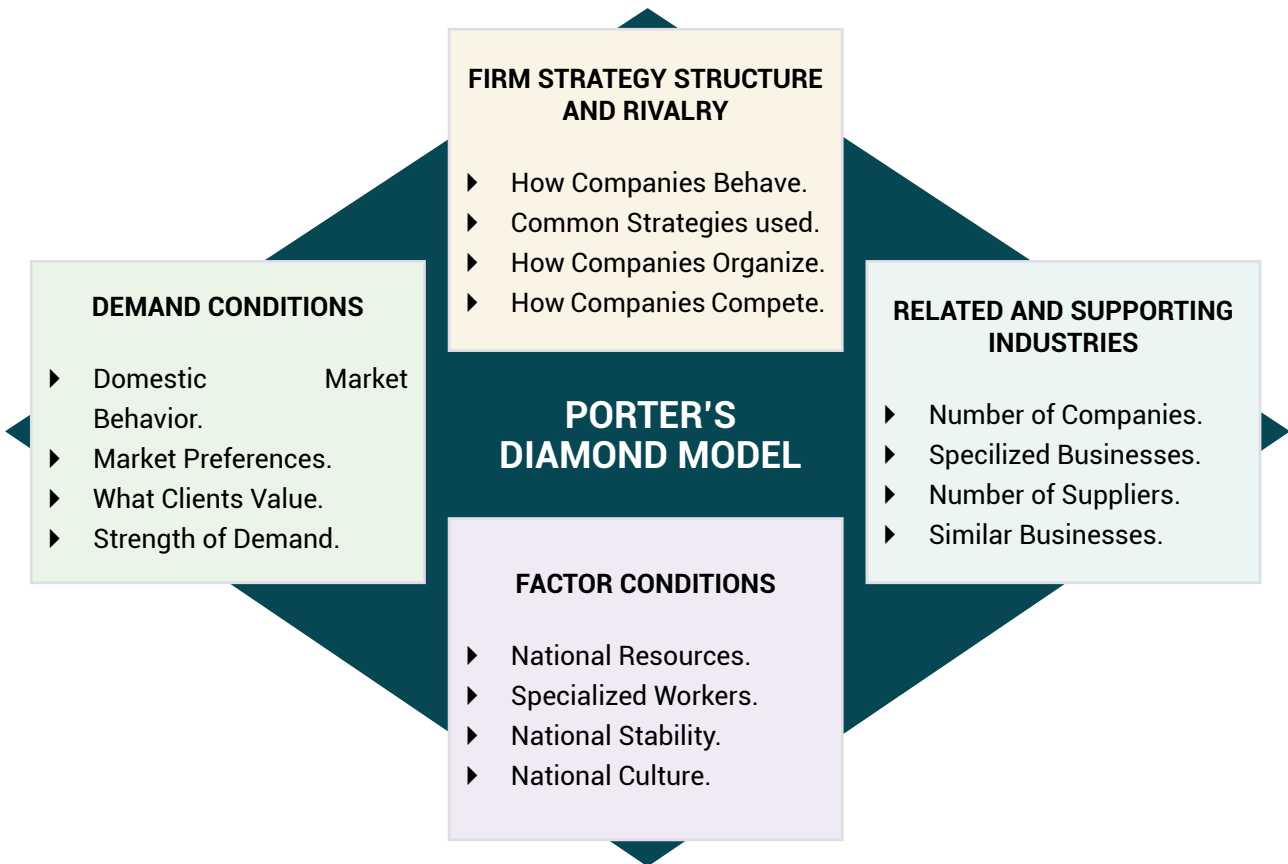 FIRM STRATEGY STRUCTURE
AND RIVALRY
How Companies Behave.
Common Strategies used.
How Companies Organize.
How Companies Compete.
DEMAND CONDITIONS
Domestic Market
Behavior.
Market Preferences.
What Clients Value.
Strength of Demand.
PORTER'S
DIAMOND MODEL
RELATED AND SUPPORTING
INDUSTRIES
Number of Companies.
Specilized Businesses.
Number of Suppliers.
Similar Businesses.
FACTOR CONDITIONS
National Resources.
Specialized Workers.
National Stability.
National Culture.